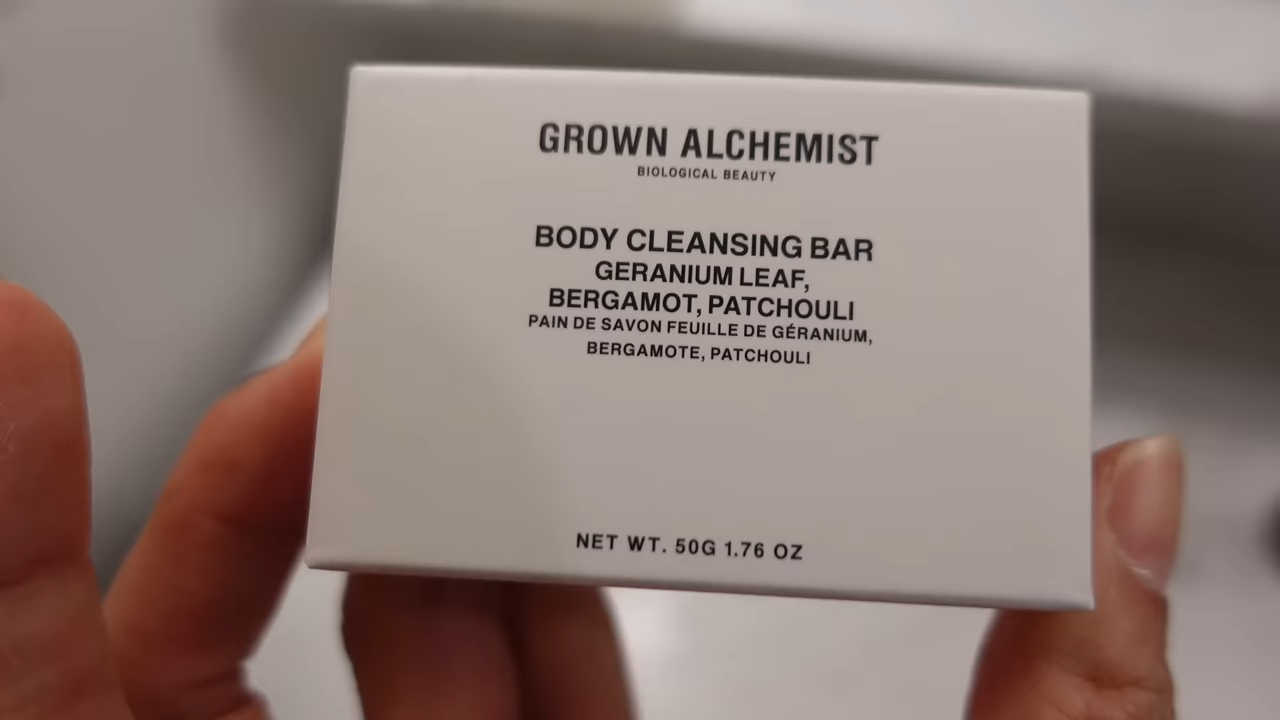 GROWN ALCHEMIST
BIOLOGICAL BEAUTY
BODY CLEANSING BAR
GERANIUM LEAF,
BERGAMOT, PATCHOULI
PAIN DE SAVON FEUILLE DE GÉRANIUM,
BERGAMOTE, PATCHOULI
NET WT. 50G 1.76 OZ